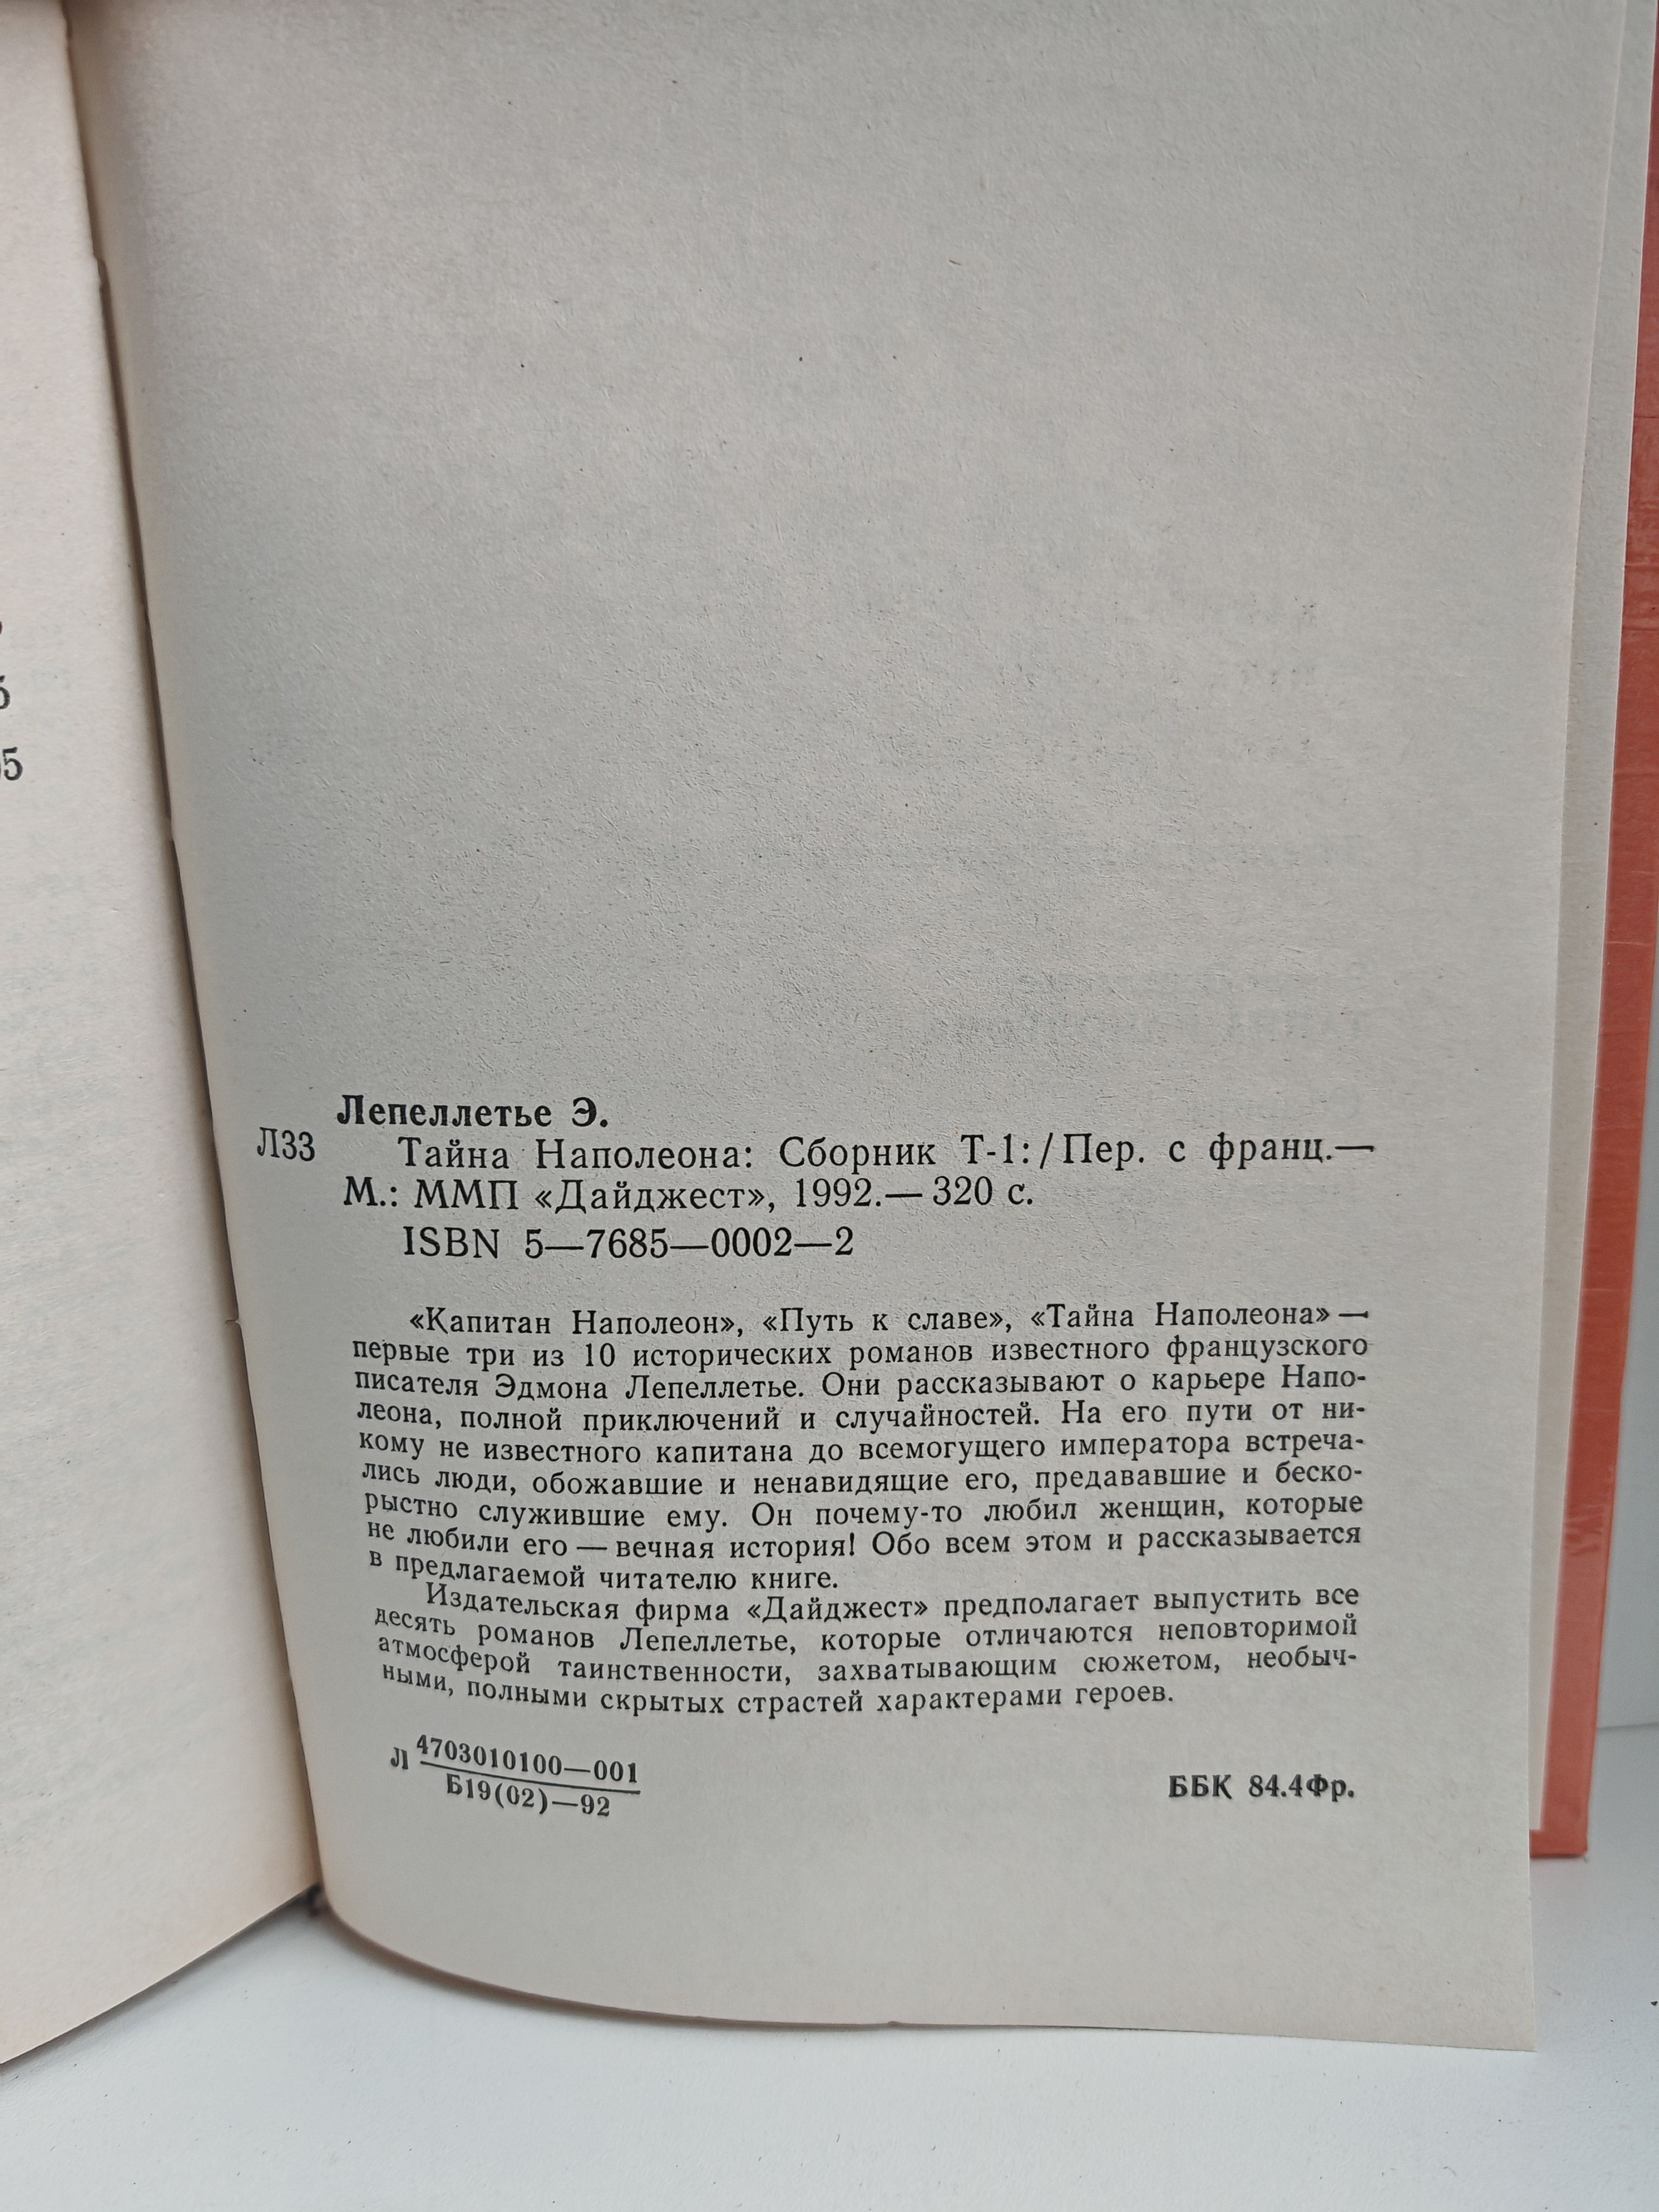 5
Лепеллетье Э.
Л33
Тайна Наполеона: Сборник Т-1:/Пер. с франц.—
М.: ММП «Дайджест», 1992.— 320 с.
ISBN 5—7685—0002—2
«Капитан Наполеон», «Путь к славе», «Тайна Наполеона» —
первые три из 10 исторических романов известного французского
писателя Эдмона Лепеллетье. Они рассказывают о карьере Напо-
леона, полной приключений и случайностей. На его пути от ни-
кому не известного капитана до всемогущего императора встреча-
лись люди, обожавшие и ненавидящие его, предававшие и беско-
рыстно служившие ему. Он почему-то любил женщин, которые
не любили его — вечная история! Обо всем этом и рассказывается
в предлагаемой читателю книге.
Издательская фирма «Дайджест» предполагает выпустить все
десять романов Лепеллетье, которые отличаются неповторимой
атмосферой таинственности, захватывающим сюжетом, необыч-
ными, полными скрытых страстей характерами героев.
Л 4703010100—001
Б19(02)—92
ББК 84.4Фр.